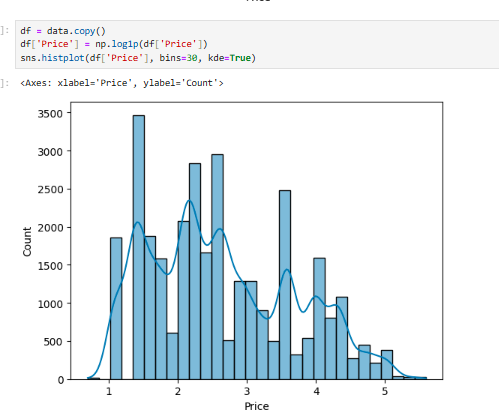 ]: df = data.copy()
df['Price'] = np.log1p(df['Price'])
sns.histplot(df['Price'], bins=30, kde=True)
]: <Axes: xlabel='Price', ylabel='Count'>
3500
3000
2500
2000
1500
1000
500
0
Count
1 2 3 4 5
Price